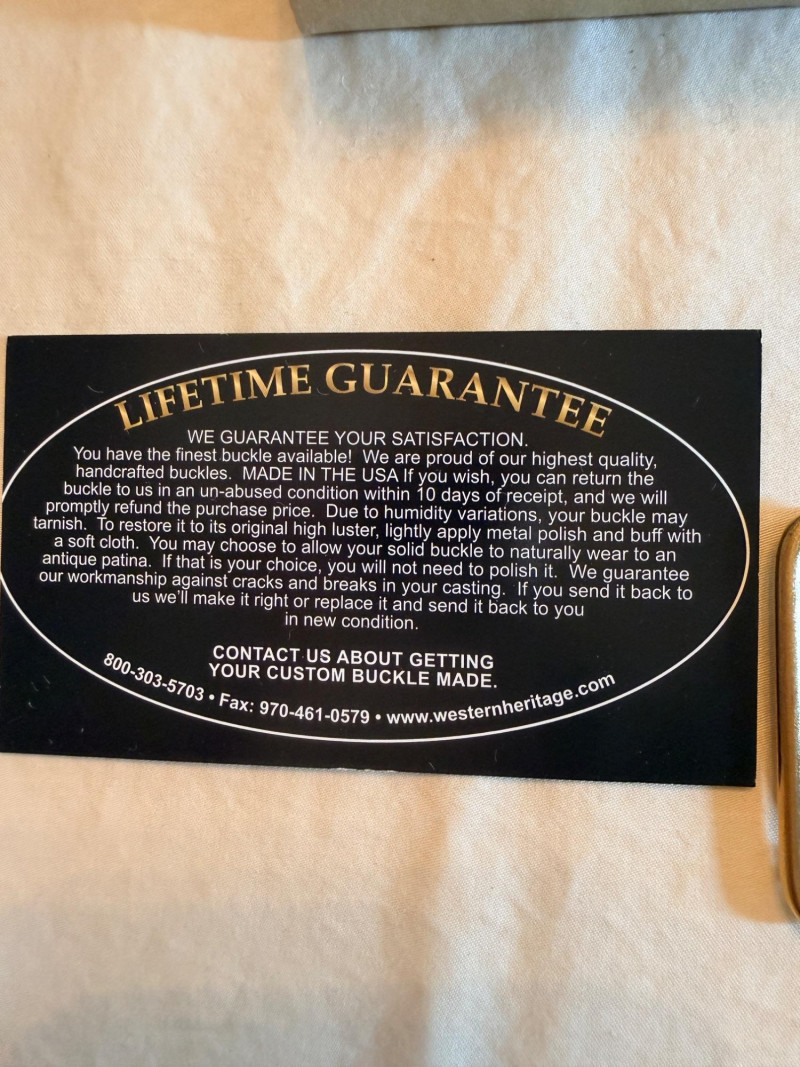 LIFETIME GUARANTEE
WE GUARANTEE YOUR SATISFACTION.
You have the finest buckle available! We are proud of our highest quality,
handcrafted buckles. MADE IN THE USA If you wish, you can return the
buckle to us in an un-abused condition within 10 days of receipt, and we will
promptly refund the purchase price. Due to humidity variations, your buckle may
tarnish. To restore it to its original high luster, lightly apply metal polish and buff with
a soft cloth. You may choose to allow your solid buckle to naturally wear to an
antique patina. If that is your choice, you will not need to polish it. We guarantee
our workmanship against cracks and breaks in your casting. If you send it back to
us we'll make it right or replace it and send it back to you
in new condition.
CONTACT US ABOUT GETTING
YOUR CUSTOM BUCKLE MADE.
800-303-5703 • Fax: 970-461-0579 • www.westernheritage.com